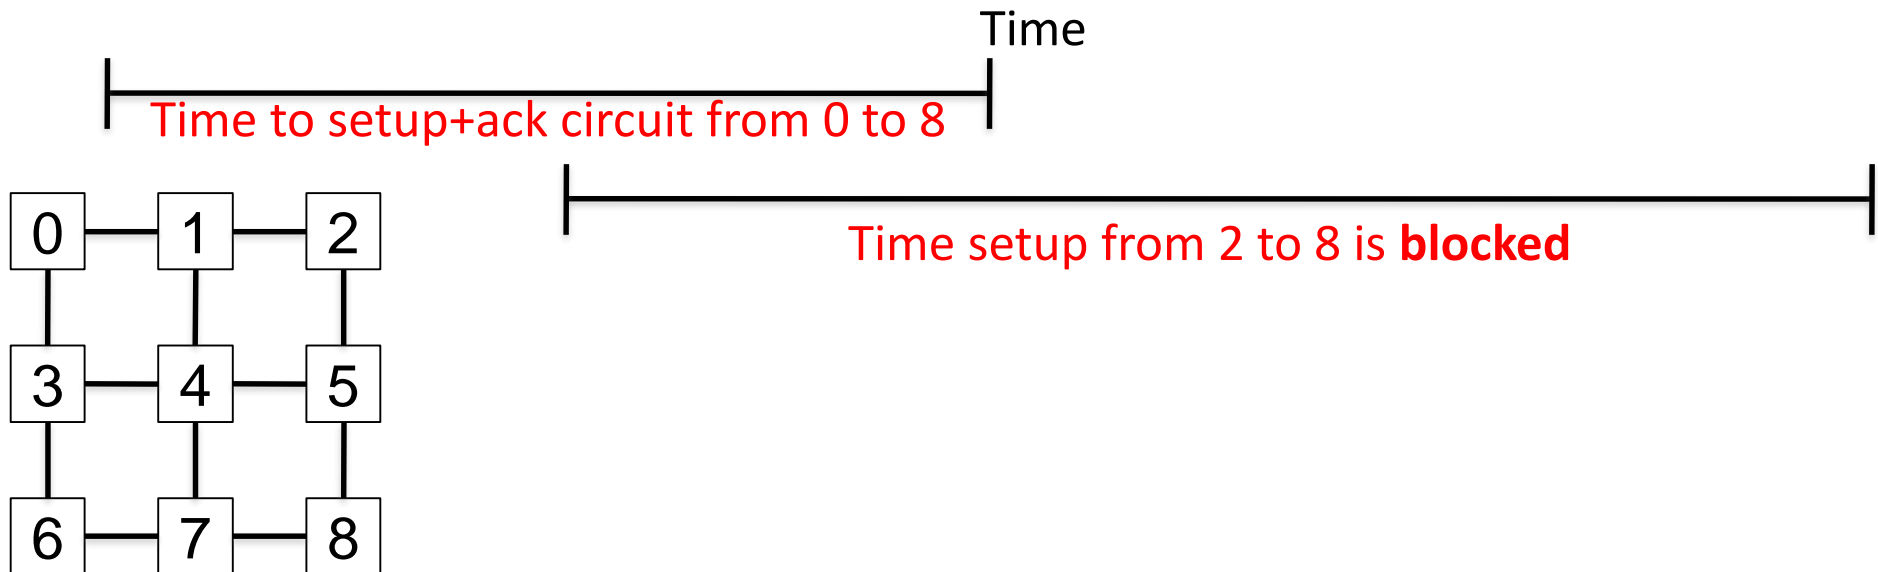 Time
Time to setup+ack circuit from 0 to 8
Time setup from 2 to 8 is blocked
0 1 2
3 4 5
6 7 8